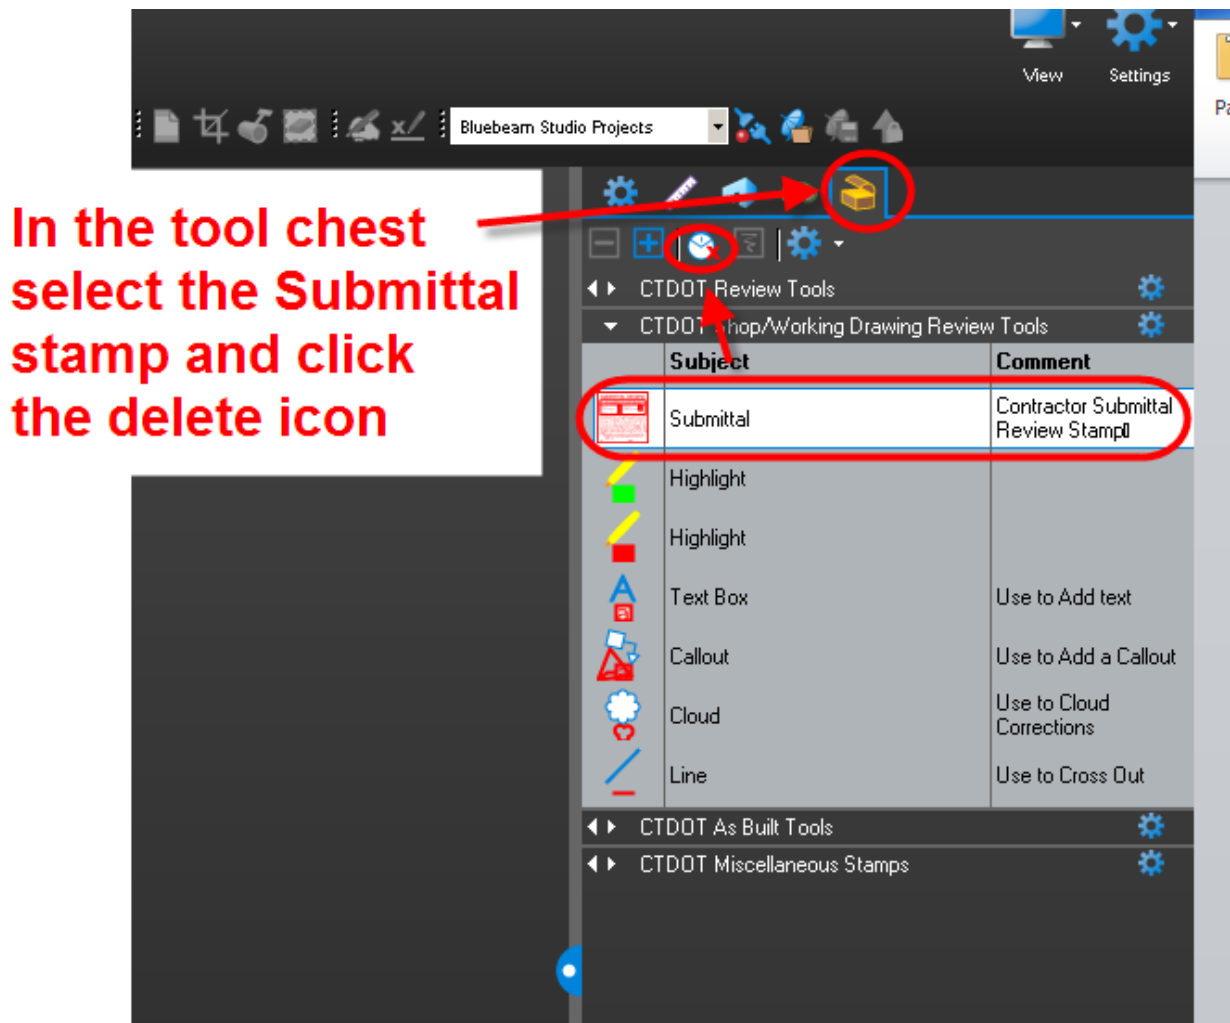 View Settings
Pa
Bluebeam Studio Projects
In the tool chest
select the Submittal
stamp and click
the delete icon
CTDOT Review Tools
CTDOT Shop/Working Drawing Review Tools
Subject Comment
Submittal Contractor Submittal
Review Stamp
Highlight
Highlight
Text Box Use to Add text
Callout Use to Add a Callout
Cloud Use to Cloud
Corrections
Line Use to Cross Out
CTDOT As Built Tools
CTDOT Miscellaneous Stamps